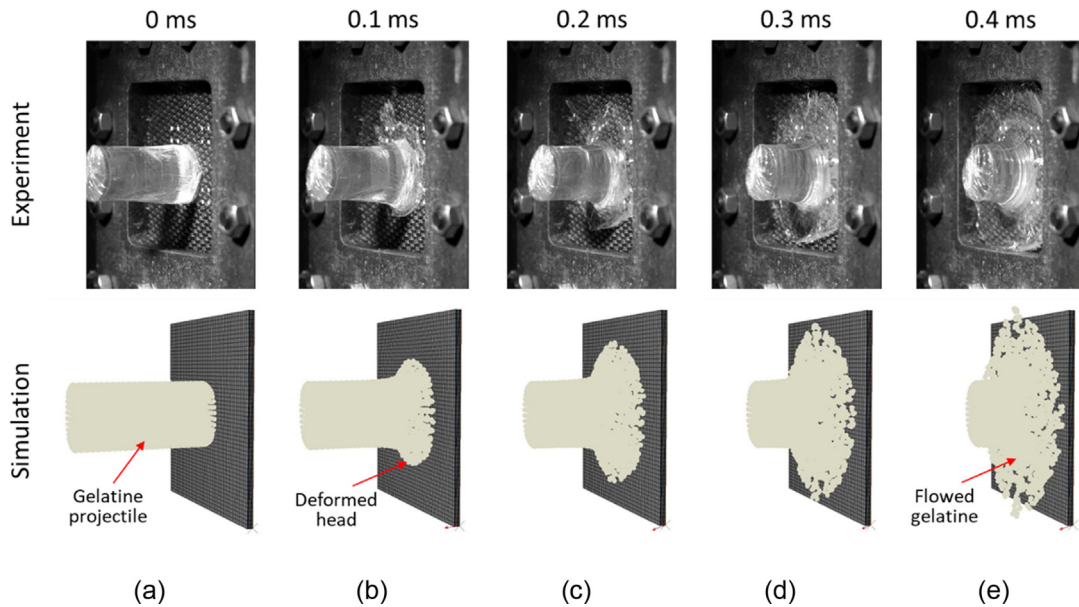 0 ms
0.1 ms
0.2 ms
0.3 ms
0.4 ms
Experiment
Simulation
Gelatine
projectile
Deformed
head
Flowed
gelatine
(a)
(b)
(c)
(d)
(e)